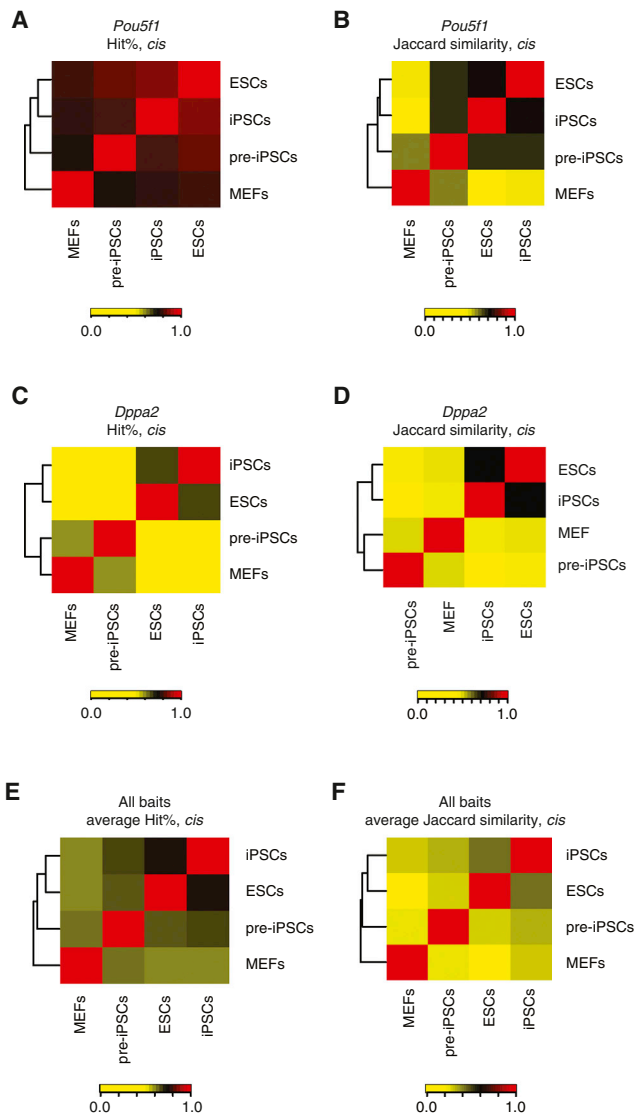 A
Pou5f1
Hit%, cis
ESCs
iPSCs
pre-iPSCs
MEFs
MEFs
pre-iPSCs
iPSCs
ESCs
0.0 1.0
B
Pou5f1
Jaccard similarity, cis
ESCs
iPSCs
pre-iPSCs
MEFs
MEFs
pre-iPSCs
ESCs
iPSCs
0.0 1.0
C
Dppa2
Hit%, cis
iPSCs
ESCs
pre-iPSCs
MEFs
MEFs
pre-iPSCs
ESCs
iPSCs
0.0 1.0
D
Dppa2
Jaccard similarity, cis
ESCs
iPSCs
MEF
pre-iPSCs
pre-iPSCs
MEF
iPSCs
ESCs
0.0 1.0
E
All baits
average Hit%, cis
iPSCs
ESCs
pre-iPSCs
MEFs
MEFs
pre-iPSCs
ESCs
iPSCs
0.0 1.0
F
All baits
average Jaccard similarity, cis
iPSCs
ESCs
pre-iPSCs
MEFs
MEFs
pre-iPSCs
ESCs
iPSCs
0.0 1.0